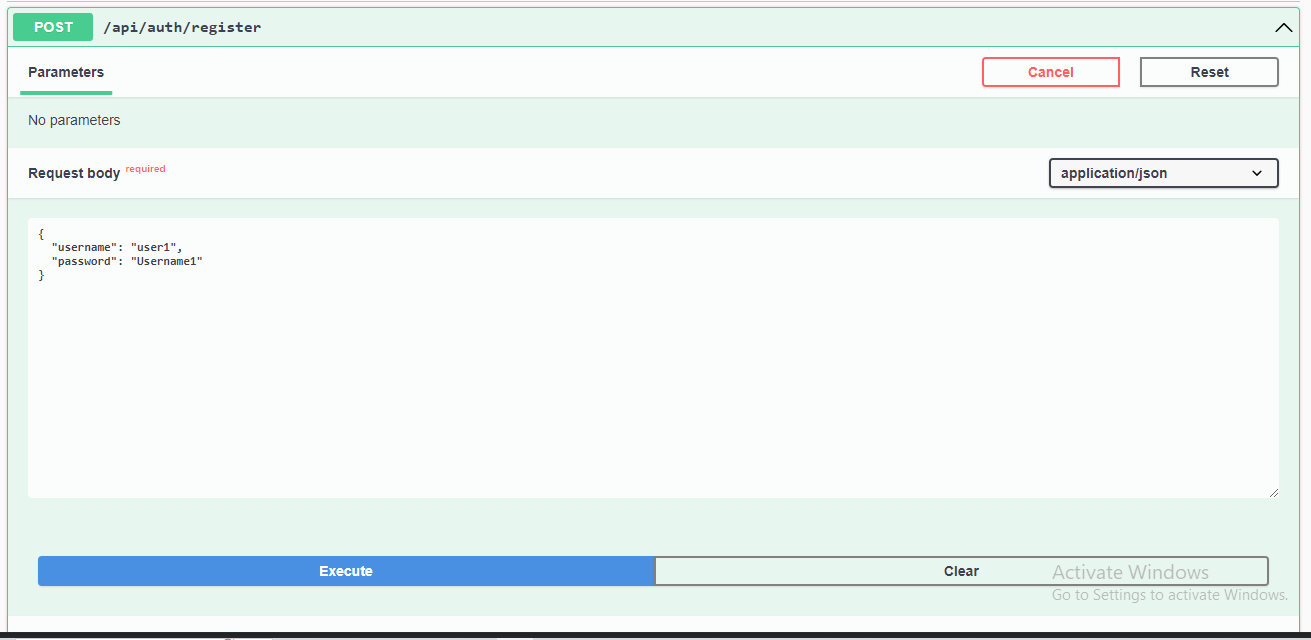 POST /api/auth/register
Parameters
Cancel
Reset
No parameters
Request body required
application/json
{
  "username": "user1",
  "password": "Username1"
}
Execute
Clear
Activate Windows
Go to Settings to activate Windows.